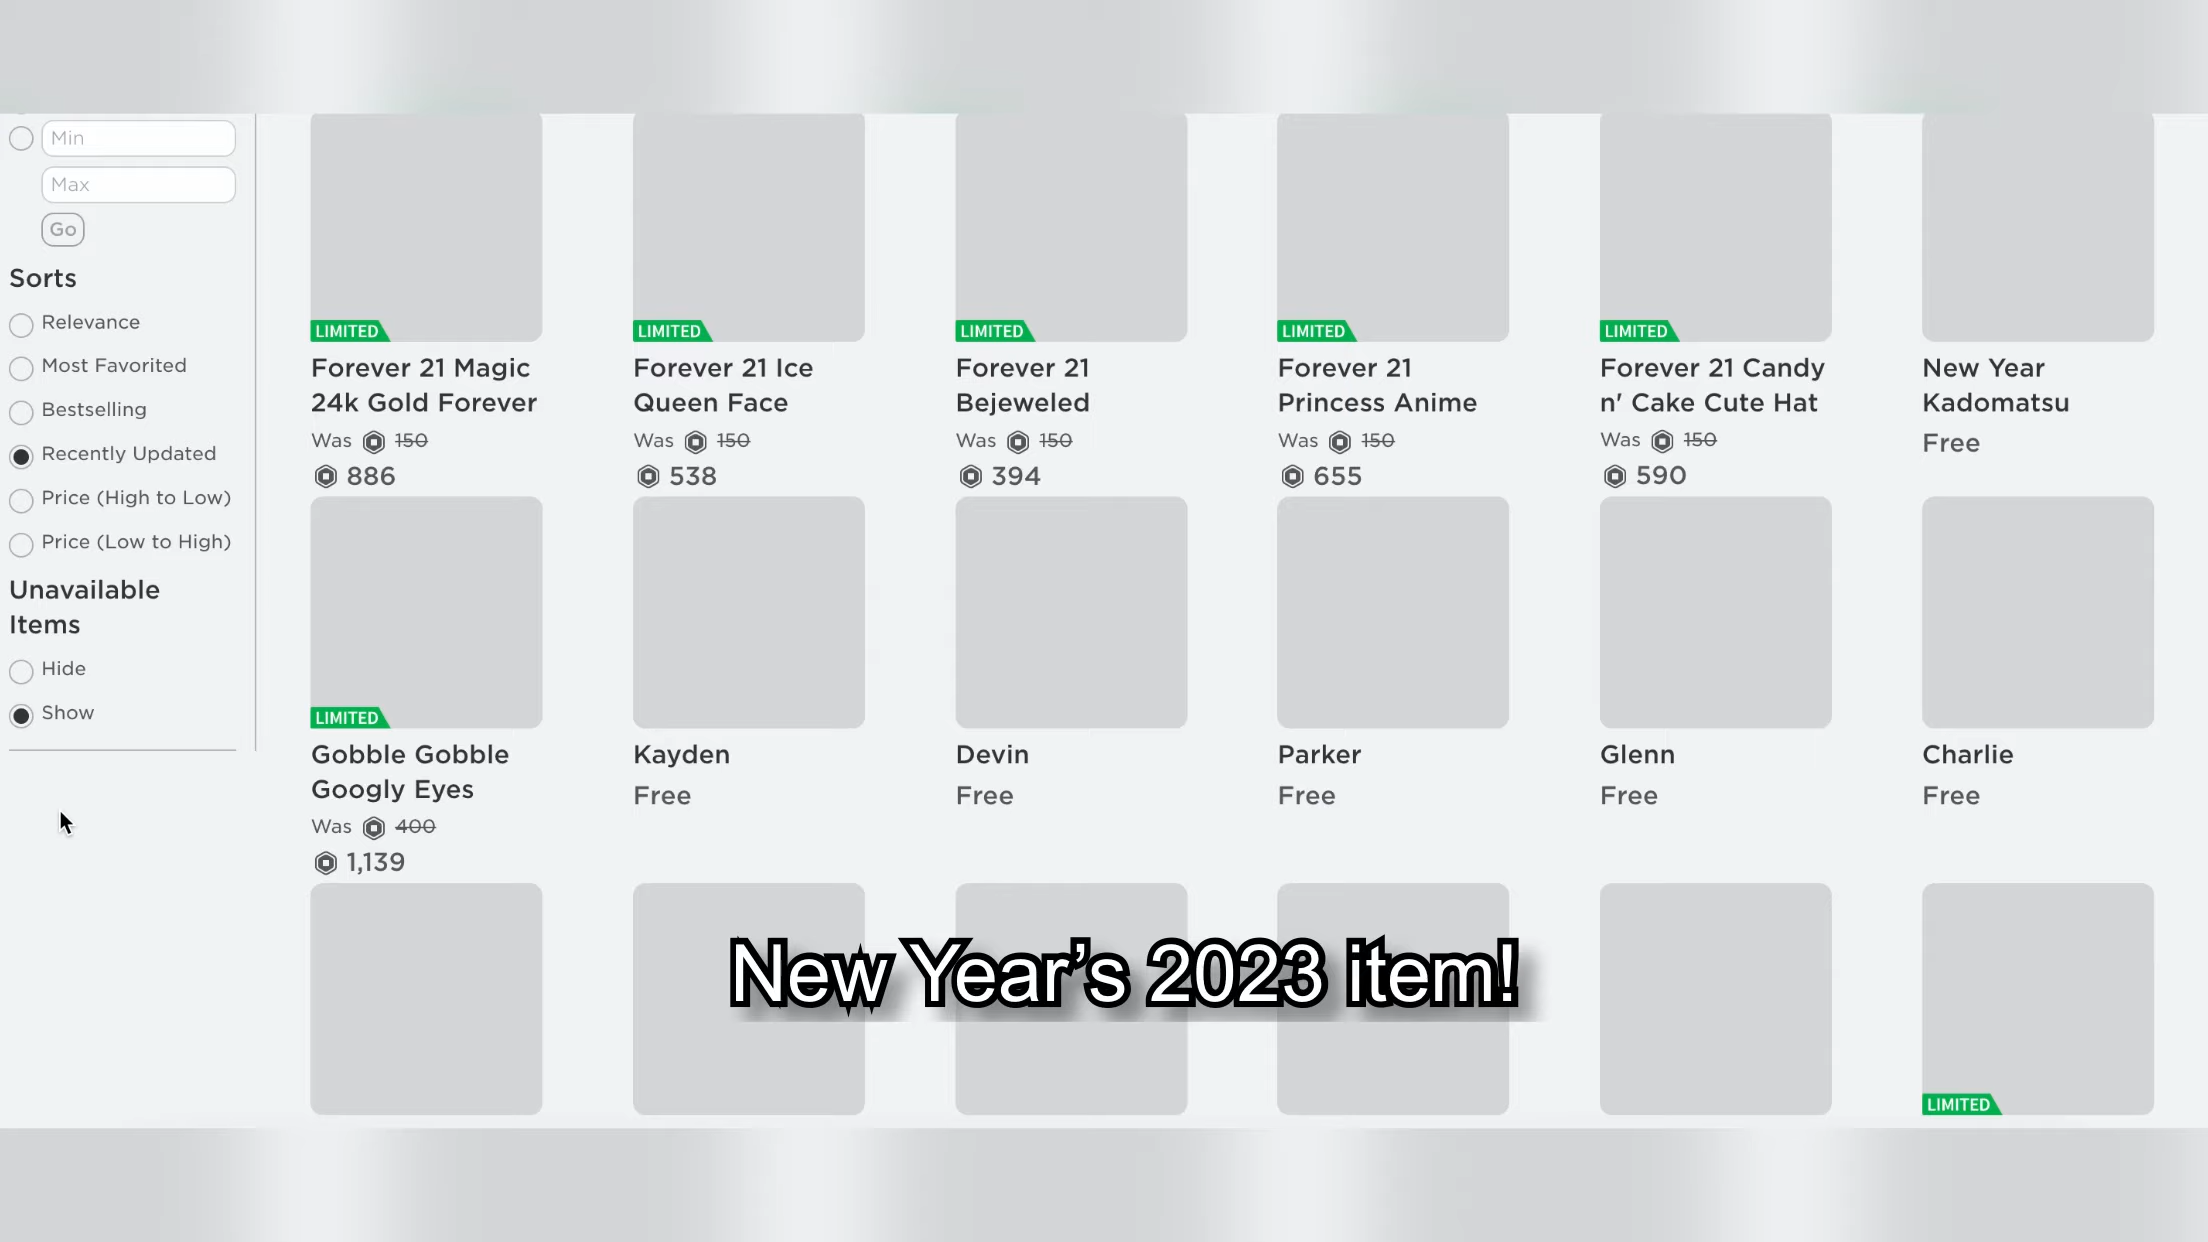 Min
Max
Go
Sorts
Relevance
Most Favorited
Bestselling
Recently Updated
Price (High to Low)
Price (Low to High)
Unavailable
Items
Hide
Show
LIMITED
Forever 21 Magic
24k Gold Forever
Was 150
886
LIMITED
Forever 21 Ice
Queen Face
Was 150
538
LIMITED
Forever 21
Bejeweled
Was 150
394
LIMITED
Forever 21
Princess Anime
Was 150
655
LIMITED
Forever 21 Candy
n' Cake Cute Hat
Was 150
590
New Year
Kadomatsu
Free
LIMITED
Gobble Gobble
Googly Eyes
Was 400
1,139
Kayden
Free
Devin
Free
Parker
Free
Glenn
Free
Charlie
Free
New Year's 2023 item!
LIMITED